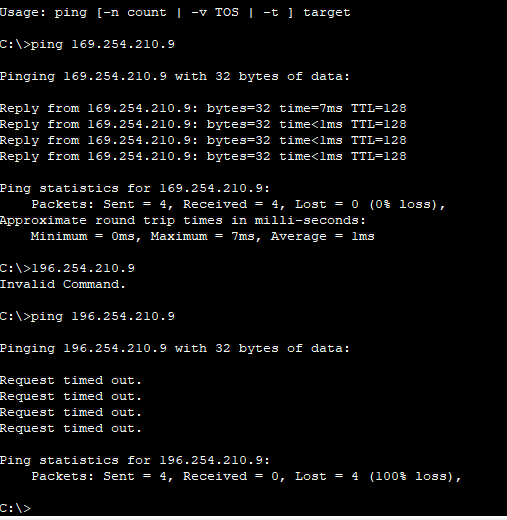 Usage: ping [-n count | -v TOS | -t ] target
C:\>ping 169.254.210.9
Pinging 169.254.210.9 with 32 bytes of data:
Reply from 169.254.210.9: bytes=32 time=7ms TTL=128
Reply from 169.254.210.9: bytes=32 time<1ms TTL=128
Reply from 169.254.210.9: bytes=32 time<1ms TTL=128
Reply from 169.254.210.9: bytes=32 time<1ms TTL=128
Ping statistics for 169.254.210.9:
    Packets: Sent = 4, Received = 4, Lost = 0 (0% loss),
Approximate round trip times in milli-seconds:
    Minimum = 0ms, Maximum = 7ms, Average = 1ms
C:\>196.254.210.9
Invalid Command.
C:\>ping 196.254.210.9
Pinging 196.254.210.9 with 32 bytes of data:
Request timed out.
Request timed out.
Request timed out.
Request timed out.
Ping statistics for 196.254.210.9:
    Packets: Sent = 4, Received = 0, Lost = 4 (100% loss),
C:\>